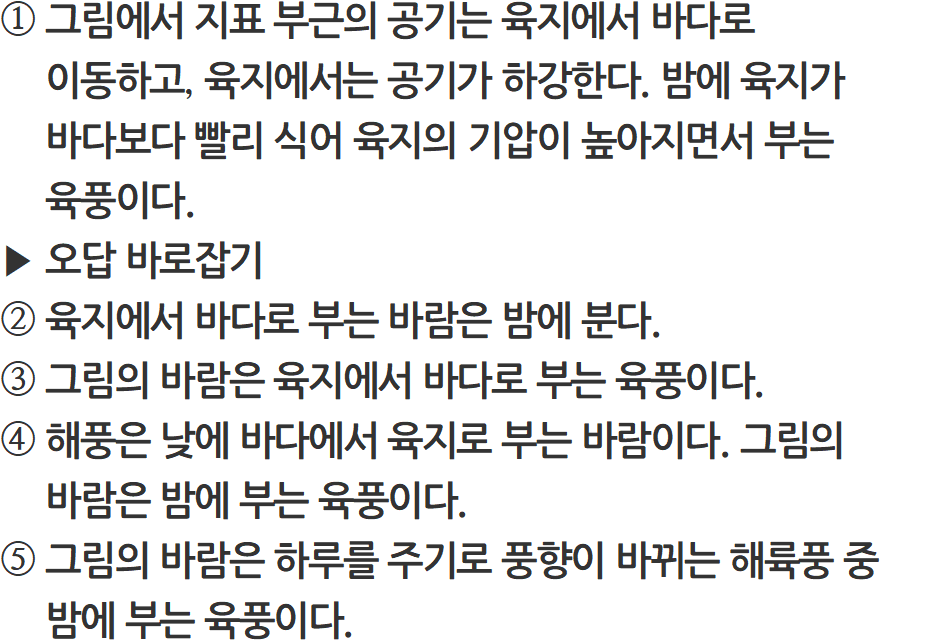 ① 그림에서 지표 부근의 공기는 육지에서 바다로
이동하고, 육지에서는 공기가 하강한다. 밤에 육지가
바다보다 빨리 식어 육지의 기압이 높아지면서 부는
육풍이다.
▶ 오답 바로잡기
② 육지에서 바다로 부는 바람은 밤에 분다.
③ 그림의 바람은 육지에서 바다로 부는 육풍이다.
④ 해풍은 낮에 바다에서 육지로 부는 바람이다. 그림의
바람은 밤에 부는 육풍이다.
⑤ 그림의 바람은 하루를 주기로 풍향이 바뀌는 해륙풍 중
밤에 부는 육풍이다.